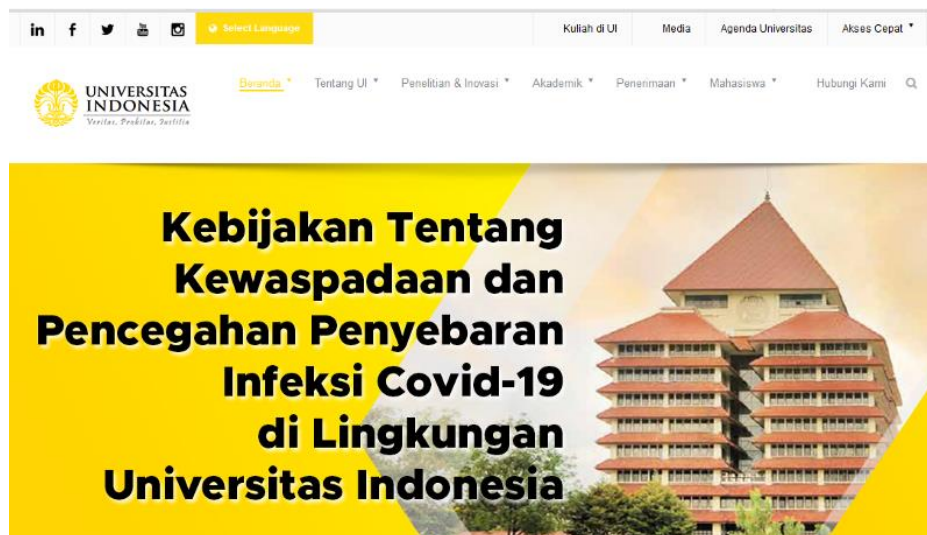 Select Language
Kuliah di UI
Media
Agenda Universitas
Akses Cepat
UNIVERSITAS
INDONESIA
Veritas, Probitas, Justitia
Beranda
Tentang UI
Penelitian & Inovasi
Akademik
Penerimaan
Mahasiswa
Hubungi Kami
Kebijakan Tentang
Kewaspadaan dan
Pencegahan Penyebaran
Infeksi Covid-19
di Lingkungan
Universitas Indonesia